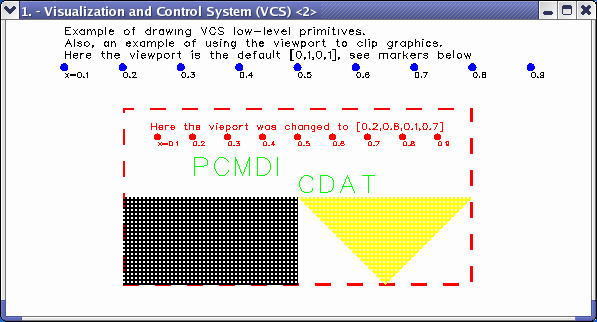 1. - Visualization and Control System (VCS) <2>
Example of drawing VCS low-level primitives.
Also, an example of using the viewport to clip graphics.
Here the viewport is the default [0,1,0,1], see markers below
x=0.1 0.2 0.3 0.4 0.5 0.6 0.7 0.8 0.9
Here the vieport was changed to [0.2,0.8,0.1,0.7]
x=0.1 0.2 0.3 0.4 0.5 0.6 0.7 0.8 0.9
PCMDI
CDAT